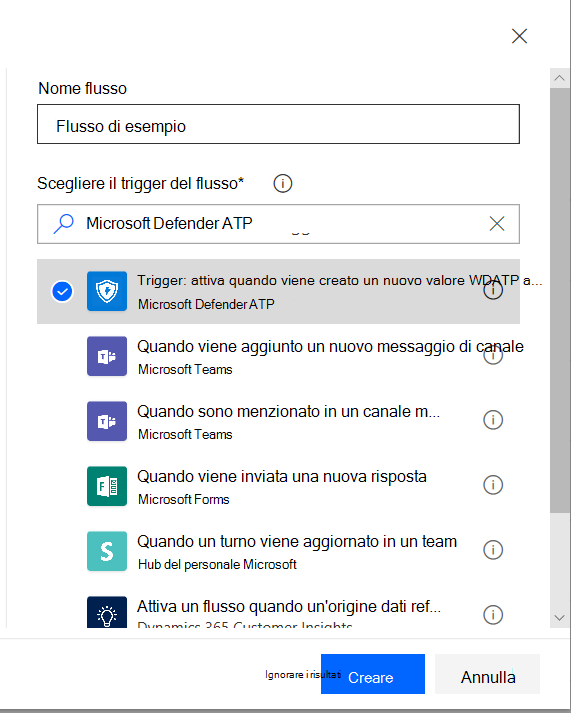 Nome flusso
Flusso di esempio
Scegliere il trigger del flusso*
Microsoft Defender ATP
Trigger: attiva quando viene creato un nuovo valore WDATP a...
Microsoft Defender ATP
Quando viene aggiunto un nuovo messaggio di canale
Microsoft Teams
Quando sono menzionato in un canale m...
Microsoft Teams
Quando viene inviata una nuova risposta
Microsoft Forms
Quando un turno viene aggiornato in un team
Hub del personale Microsoft
Attiva un flusso quando un'origine dati ref...
Dynamics 365 Customer Insights
Ignorare i risultati Creare Annulla